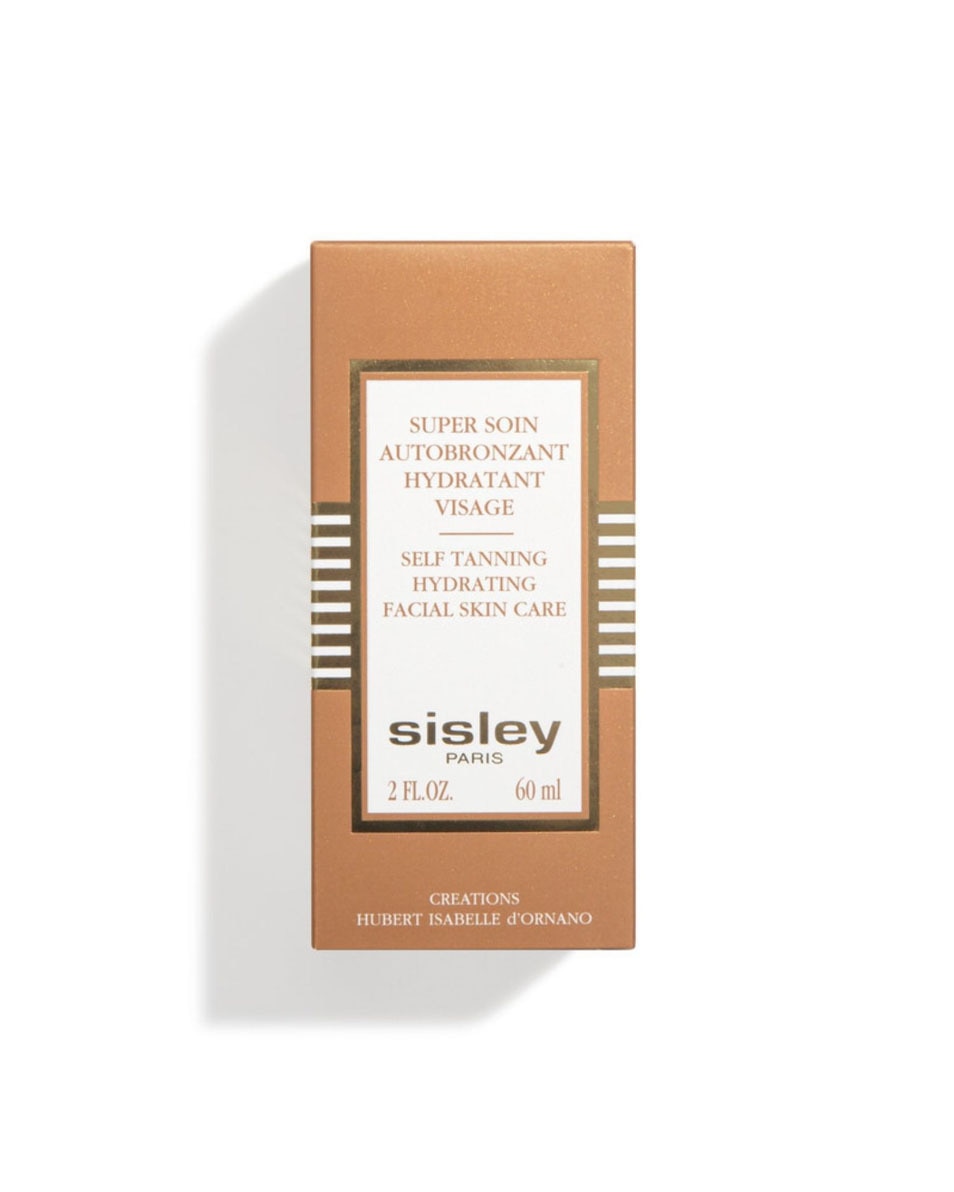 SUPER SOIN
AUTOBRONZANT
HYDRATANT
VISAGE
SELF TANNING
HYDRATING
FACIAL SKIN CARE
sisley
PARIS
2 FL.OZ. 60 ml
CREATIONS
HUBERT ISABELLE d'ORNANO